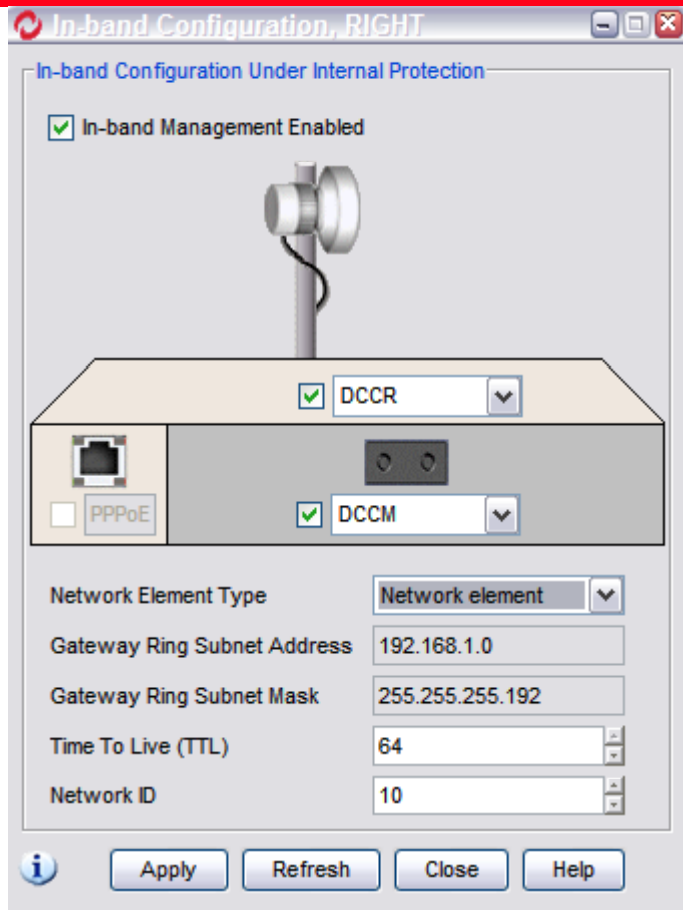 In-band Configuration, RIGHT
In-band Configuration Under Internal Protection
In-band Management Enabled
DCCR
PPPoE
DCCM
Network Element Type Network element
Gateway Ring Subnet Address 192.168.1.0
Gateway Ring Subnet Mask 255.255.255.192
Time To Live (TTL) 64
Network ID 10
Apply Refresh Close Help